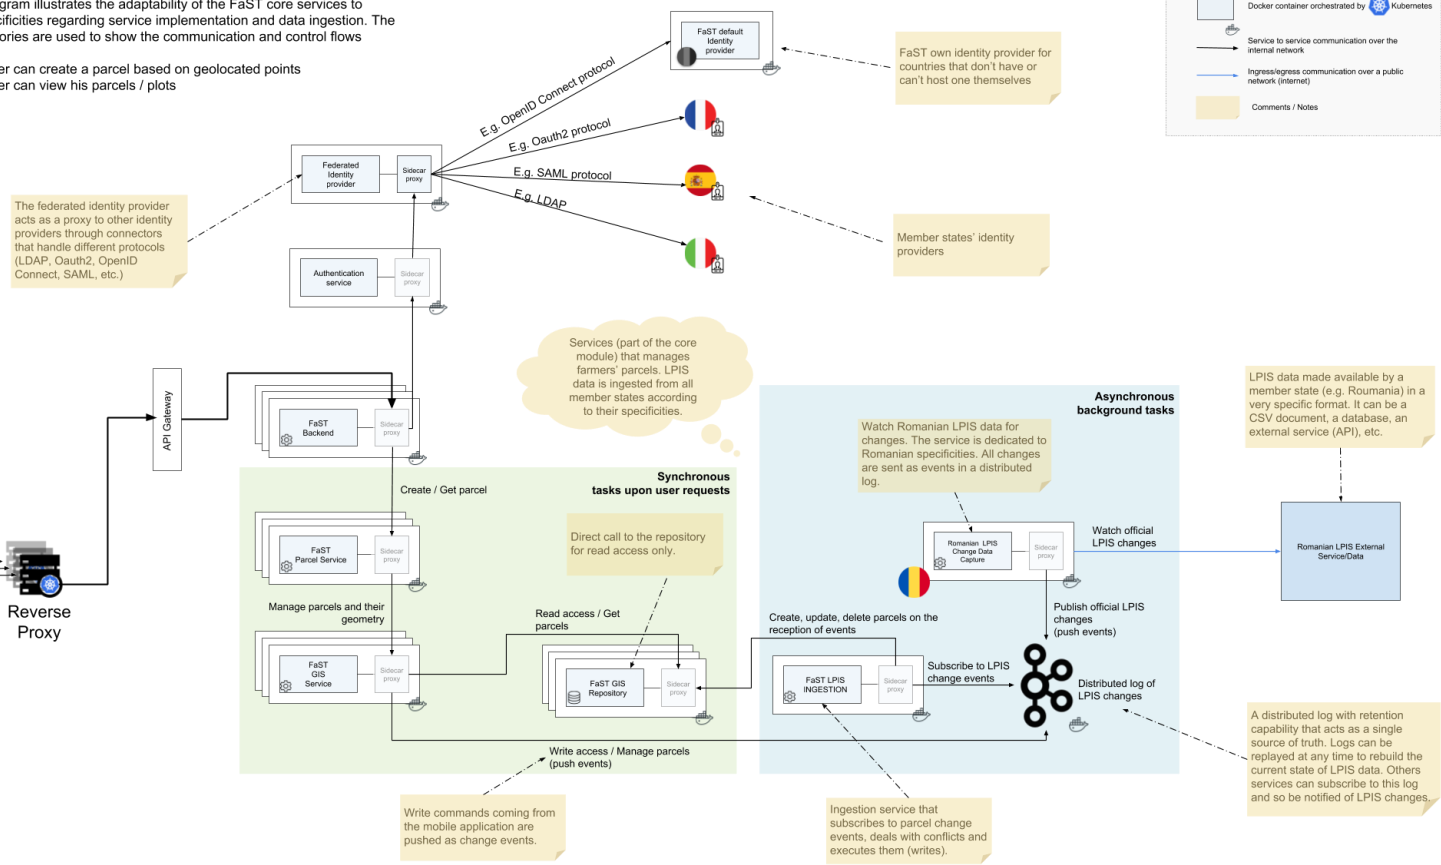 gram illustrates the adaptability of the FaST core services to
ecificities regarding service implementation and data ingestion. The
ories are used to show the communication and control flows
er can create a parcel based on geolocated points
er can view his parcels / plots
Docker container orchestrated by Kubernetes
Service to service communication over the
internal network
Ingress/egress communication over a public
network (internet)
Comments / Notes
FaST default
Identity
provider
FaST own identity provider for
countries that don't have or
can't host one themselves
E.g. OpenID Connect protocol
E.g. Oauth2 protocol
E.g. SAML protocol
E.g. LDAP
Federated
Identity
provider
Sidecar
proxy
The federated identity provider
acts as a proxy to other identity
providers through connectors
that handle different protocols
(LDAP, Oauth2, OpenID
Connect, SAML, etc.)
Member states' identity
providers
Authentication
service
Sidecar
proxy
Services (part of the core
module) that manages
farmers' parcels. LPIS
data is ingested from all
member states according
to their specificities.
API Gateway
FaST
Backend
Sidecar
proxy
Reverse
Proxy
Synchronous
tasks upon user requests
Create / Get parcel
Direct call to the repository
for read access only.
FaST
Parcel Service
Sidecar
proxy
Manage parcels and their
geometry
Read access / Get
parcels
FaST
GIS
Service
Sidecar
proxy
FaST GIS
Repository
Sidecar
proxy
Write access / Manage parcels
(push events)
Write commands coming from
the mobile application are
pushed as change events.
Asynchronous
background tasks
Watch Romanian LPIS data for
changes. The service is dedicated to
Romanian specificities. All changes
are sent as events in a distributed
log.
Romanian LPIS
Change Data
Capture
Sidecar
proxy
Watch official
LPIS changes
Publish official LPIS
changes
(push events)
Create, update, delete parcels on the
reception of events
FaST LPIS
INGESTION
Sidecar
proxy
Subscribe to LPIS
change events
Distributed log of
LPIS changes
Ingestion service that
subscribes to parcel change
events, deals with conflicts and
executes them (writes).
LPIS data made available by a
member state (e.g. Roumania) in a
very specific format. It can be a
CSV document, a database, an
external service (API), etc.
Romanian LPIS External
Service/Data
A distributed log with retention
capability that acts as a single
source of truth. Logs can be
replayed at any time to rebuild the
current state of LPIS data. Others
services can subscribe to this log
and so be notified of LPIS changes.